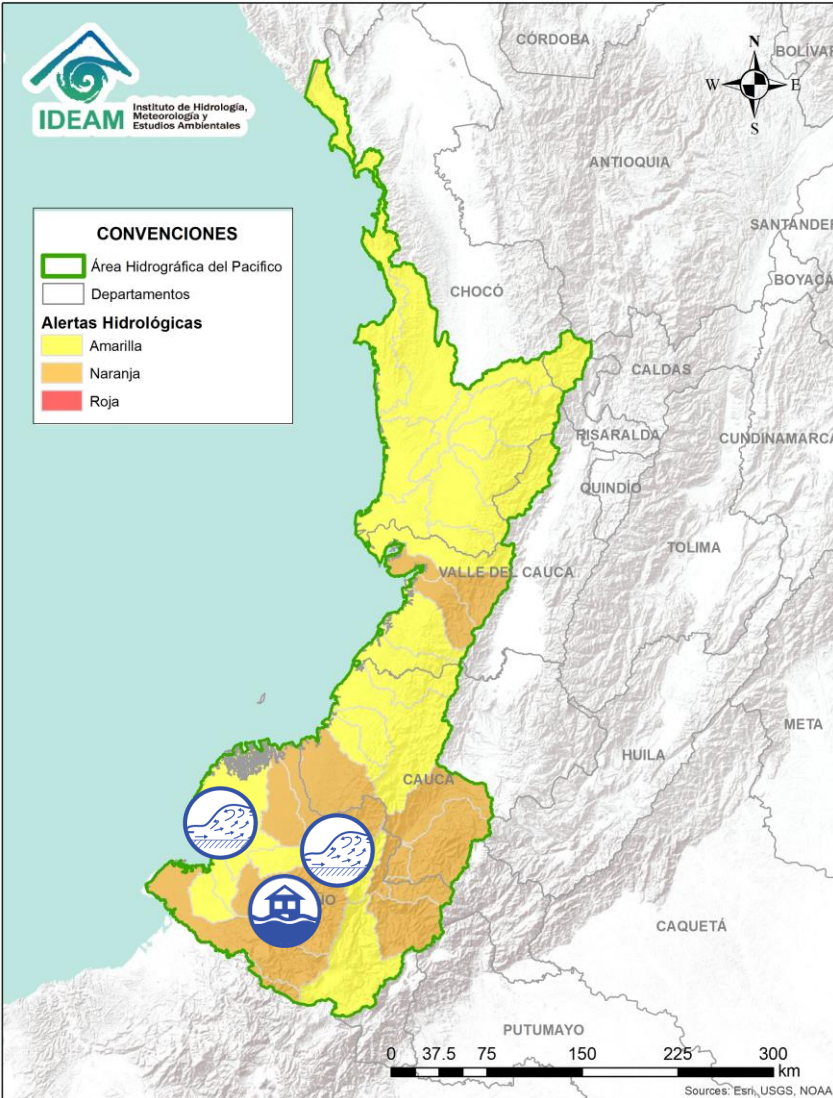 IDEAM
Instituto de Hidrología,
Meteorología y
Estudios Ambientales
N
W
E
S
CÓRDOBA
BOLÍVAR
ANTIOQUIA
SANTANDER
BOYACÁ
CHOCÓ
CONVENCIONES
Área Hidrográfica del Pacifico
Departamentos
Alertas Hidrológicas
Amarilla
Naranja
Roja
CALDAS
RISARALDA
CUNDINAMARCA
QUINDÍO
TOLIMA
VALLE DEL CAUCA
META
HUILA
CAUCA
ÑO
CAQUETÁ
PUTUMAYO
0 37.5 75 150 225 300
km
Sources: Esri, USGS, NOAA